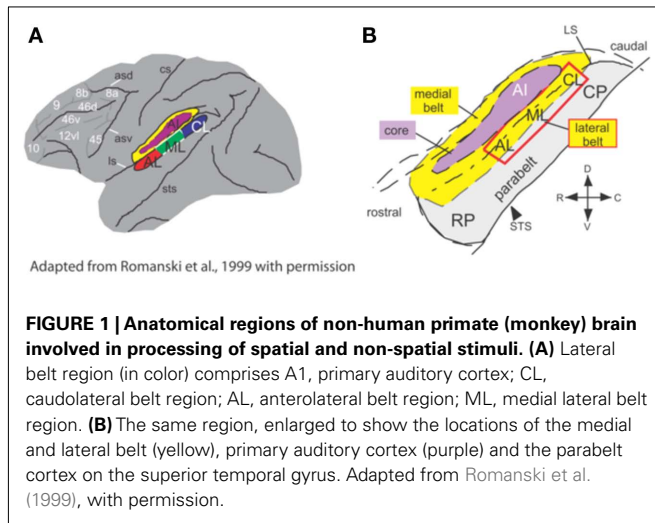 A
asd
cs
8b
8a
9
46d
46v
12vl
45
asv
10
ls
AI
CL
ML
AL
sts
B
LS
caudal
medial
belt
AI
CL
CP
core
ML
lateral
belt
AL
parabelt
D
R
C
V
rostral
RP
STS
Adapted from Romanski et al., 1999 with permission
FIGURE 1 | Anatomical regions of non-human primate (monkey) brain
involved in processing of spatial and non-spatial stimuli. (A) Lateral
belt region (in color) comprises A1, primary auditory cortex; CL,
caudolateral belt region; AL, anterolateral belt region; ML, medial lateral belt
region. (B) The same region, enlarged to show the locations of the medial
and lateral belt (yellow), primary auditory cortex (purple) and the parabelt
cortex on the superior temporal gyrus. Adapted from Romanski et al.
(1999), with permission.